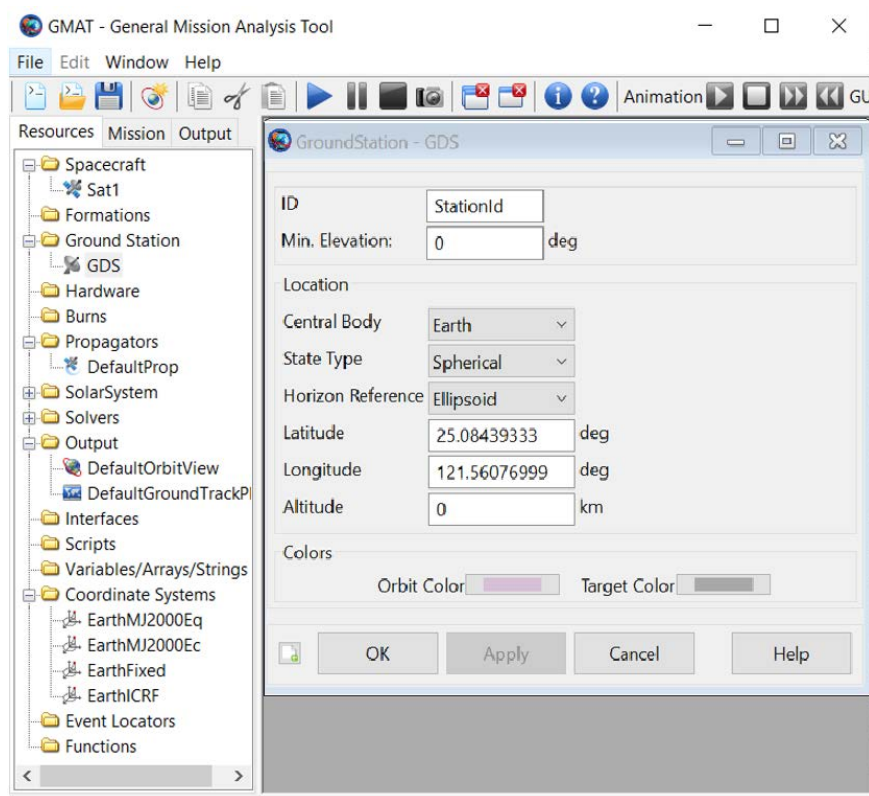 GMAT - General Mission Analysis Tool
File Edit Window Help
Animation
GU
Resources Mission Output
Spacecraft
Sat1
Formations
Ground Station
GDS
Hardware
Burns
Propagators
DefaultProp
SolarSystem
Solvers
Output
DefaultOrbitView
DefaultGroundTrackPl
Interfaces
Scripts
Variables/Arrays/Strings
Coordinate Systems
EarthMJ2000Eq
EarthMJ2000Ec
EarthFixed
EarthICRF
Event Locators
Functions
GroundStation - GDS
ID StationId
Min. Elevation: 0 deg
Location
Central Body Earth
State Type Spherical
Horizon Reference Ellipsoid
Latitude 25.08439333 deg
Longitude 121.56076999 deg
Altitude 0 km
Colors
Orbit Color Target Color
OK Apply Cancel Help